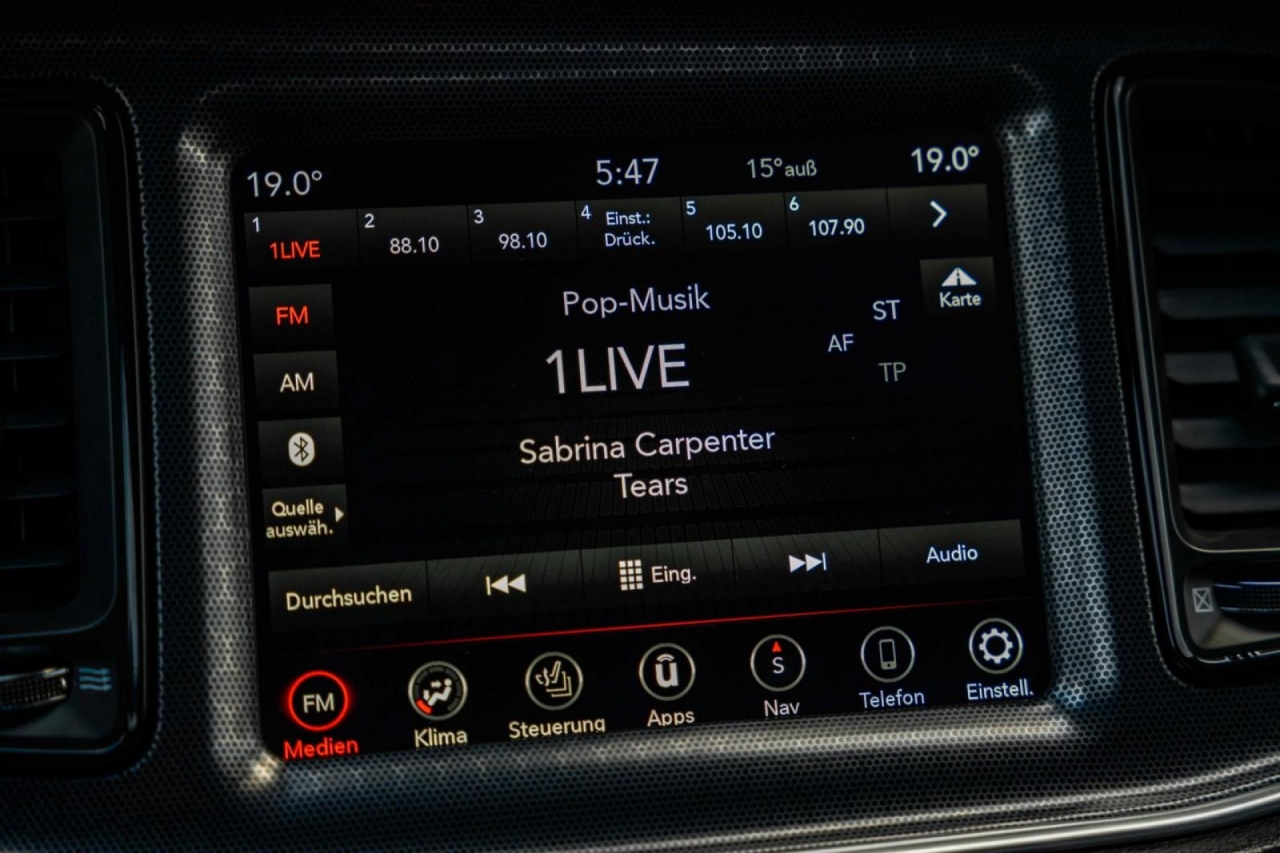 19.0°
5:47
15°auß
19.0°
1
1LIVE
2
88.10
3
98.10
4
Einst.:
Drück.
5
105.10
6
107.90
FM
AM
Quelle
auswäh.
Pop-Musik
1LIVE
Sabrina Carpenter
Tears
ST
AF
TP
Karte
Durchsuchen
Eing.
Audio
FM
Medien
Klima
Steuerung
û
Apps
S
Nav
Telefon
Einstell.